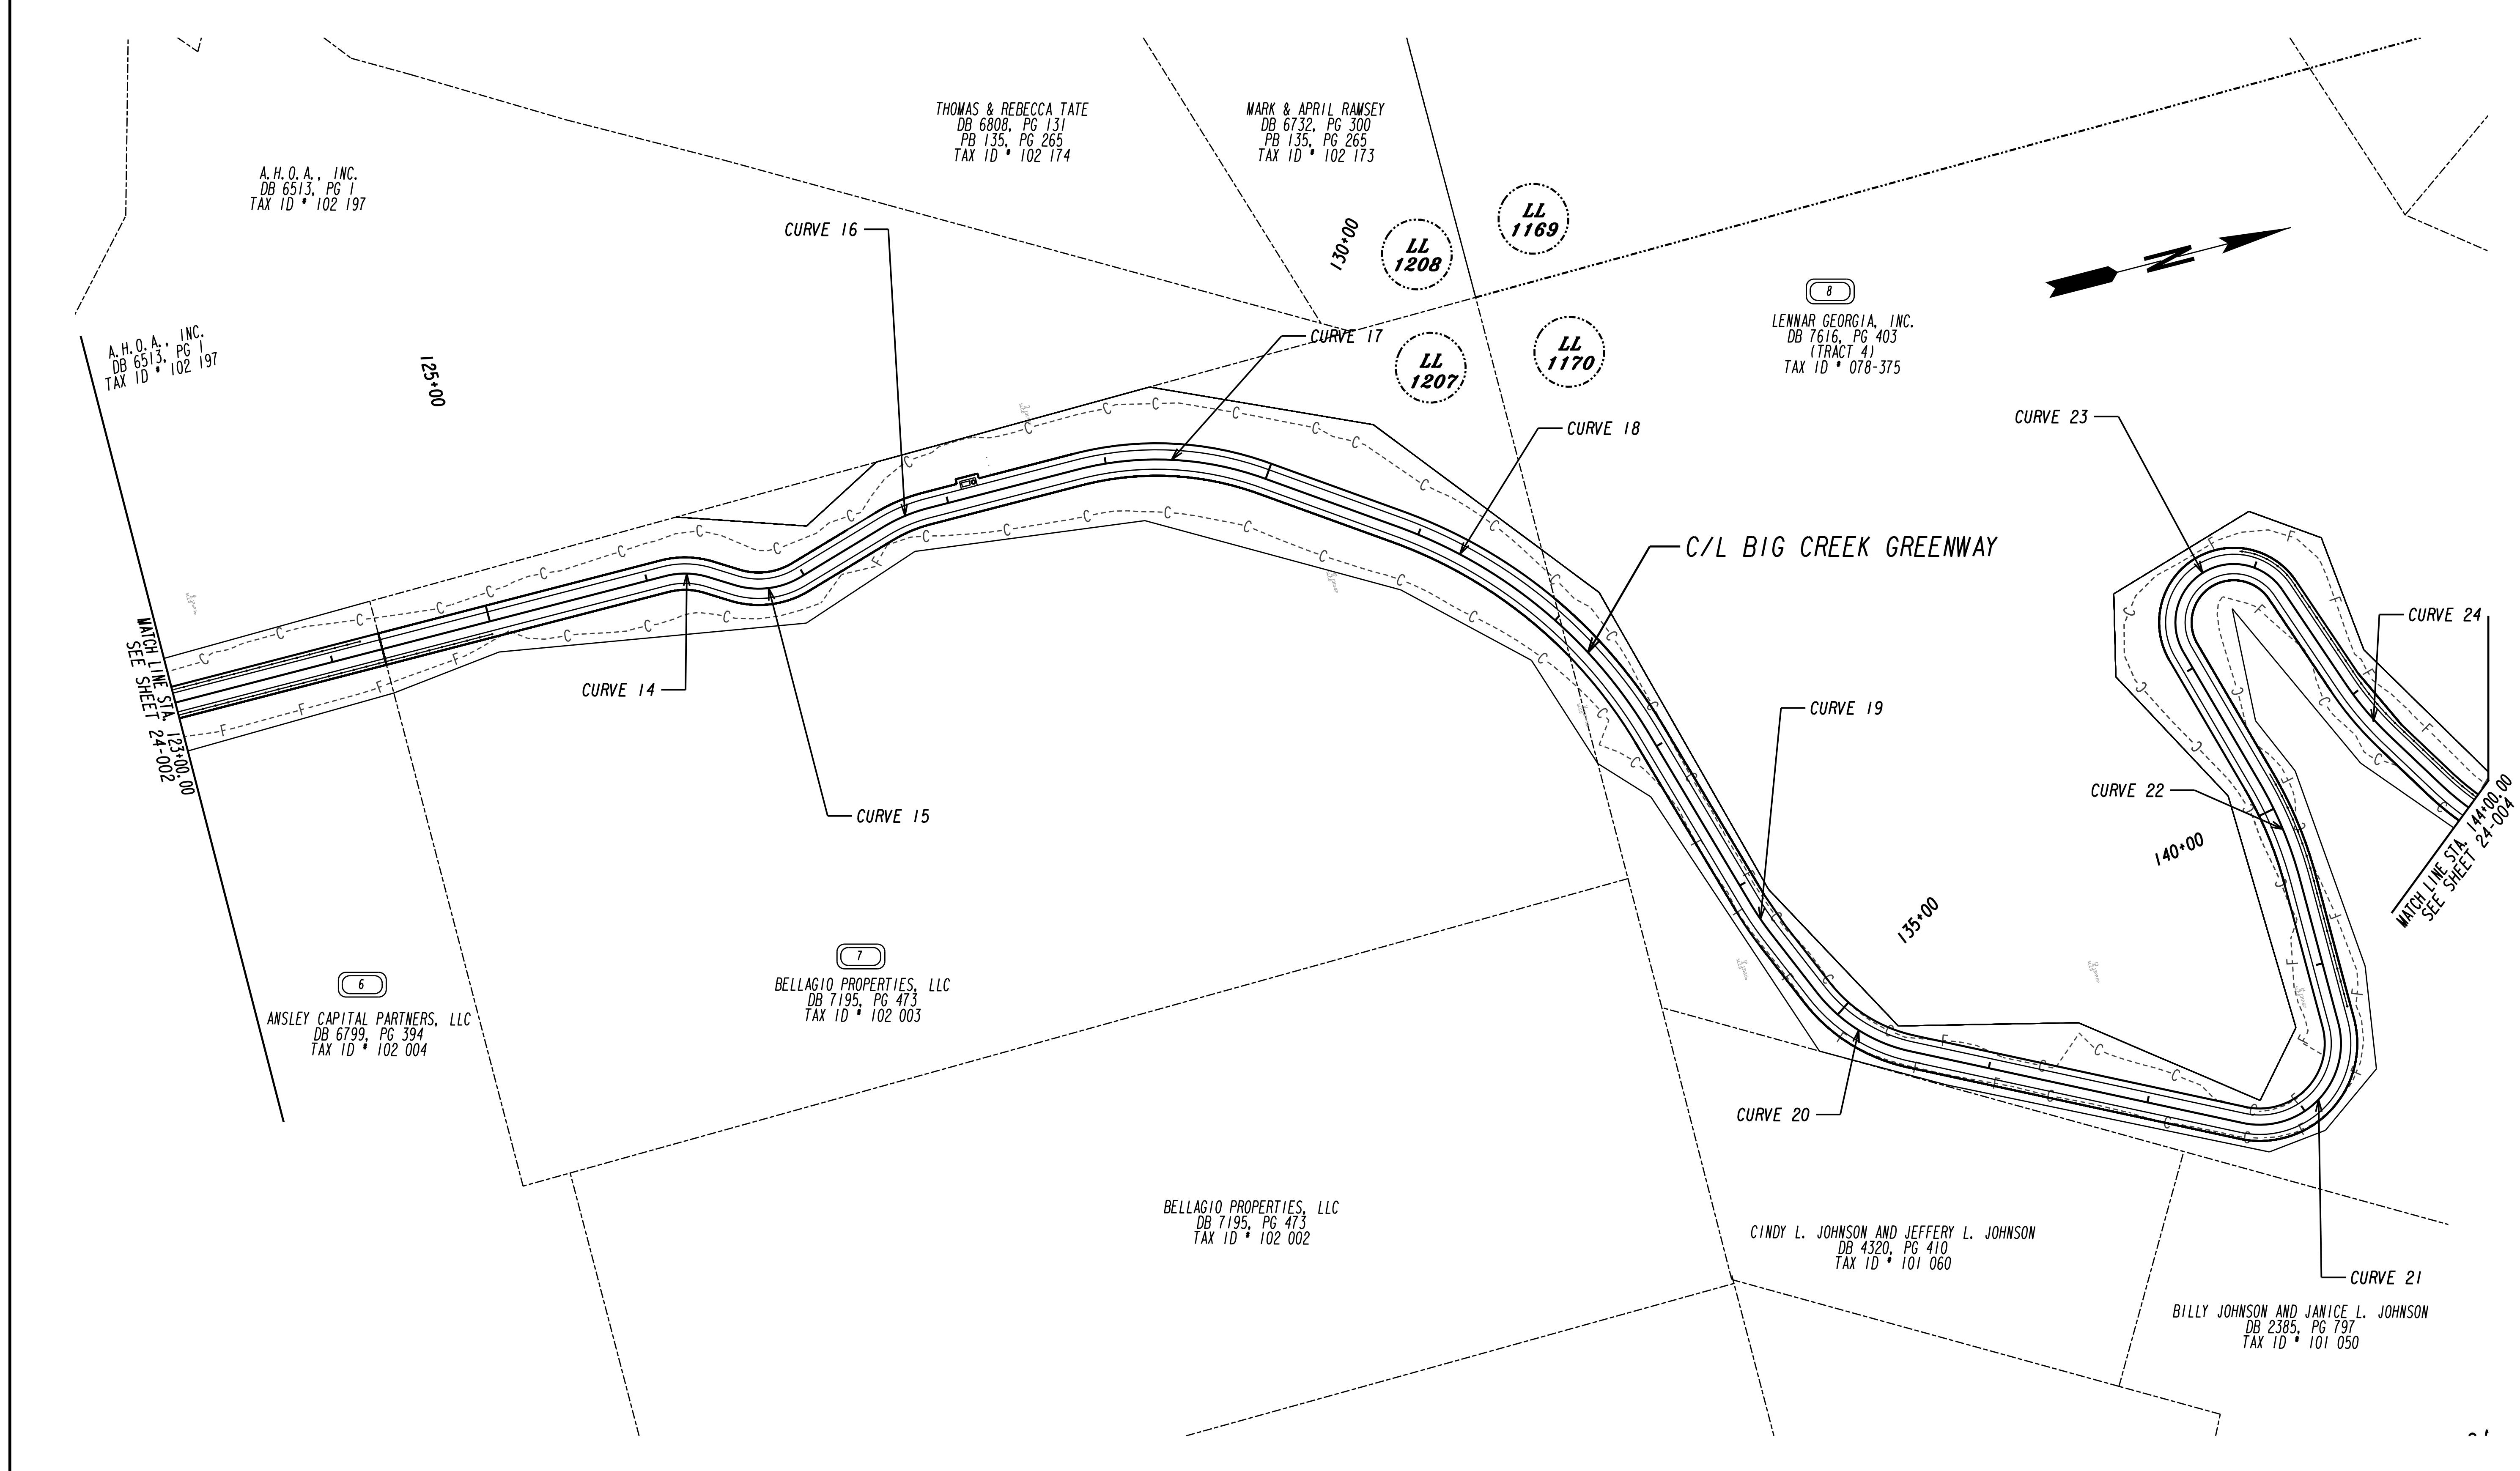 THOMAS & REBECCA TATE
DB 6808, PG 131
PB 135, PG 265
TAX ID # 102 174
MARK & APRIL RAMSEY
DB 6732, PG 300
PB 135, PG 265
TAX ID # 102 173
A.H.O.A., INC.
DB 6513, PG 1
TAX ID # 102 197
A.H.O.A., INC.
DB 6513, PG 1
TAX ID # 102 197
125+00
CURVE 16
130+00
LL
1208
LL
1169
LL
1207
LL
1170
N
8
LENNAR GEORGIA, INC.
DB 7616, PG 403
(TRACT 4)
TAX ID # 078-375
CURVE 17
CURVE 18
CURVE 23
C/L BIG CREEK GREENWAY
CURVE 24
MATCH LINE STA. 123+00.00
SEE SHEET 24-002
CURVE 14
CURVE 15
CURVE 19
CURVE 22
140+00
135+00
MATCH LINE STA. 144+00.00
SEE SHEET 24-004
6
ANSLEY CAPITAL PARTNERS, LLC
DB 6799, PG 394
TAX ID # 102 004
7
BELLAGIO PROPERTIES, LLC
DB 7195, PG 473
TAX ID # 102 003
CURVE 20
BELLAGIO PROPERTIES, LLC
DB 7195, PG 473
TAX ID # 102 002
CINDY L. JOHNSON AND JEFFERY L. JOHNSON
DB 4320, PG 410
TAX ID # 101 060
CURVE 21
BILLY JOHNSON AND JANICE L. JOHNSON
DB 2385, PG 797
TAX ID # 101 050